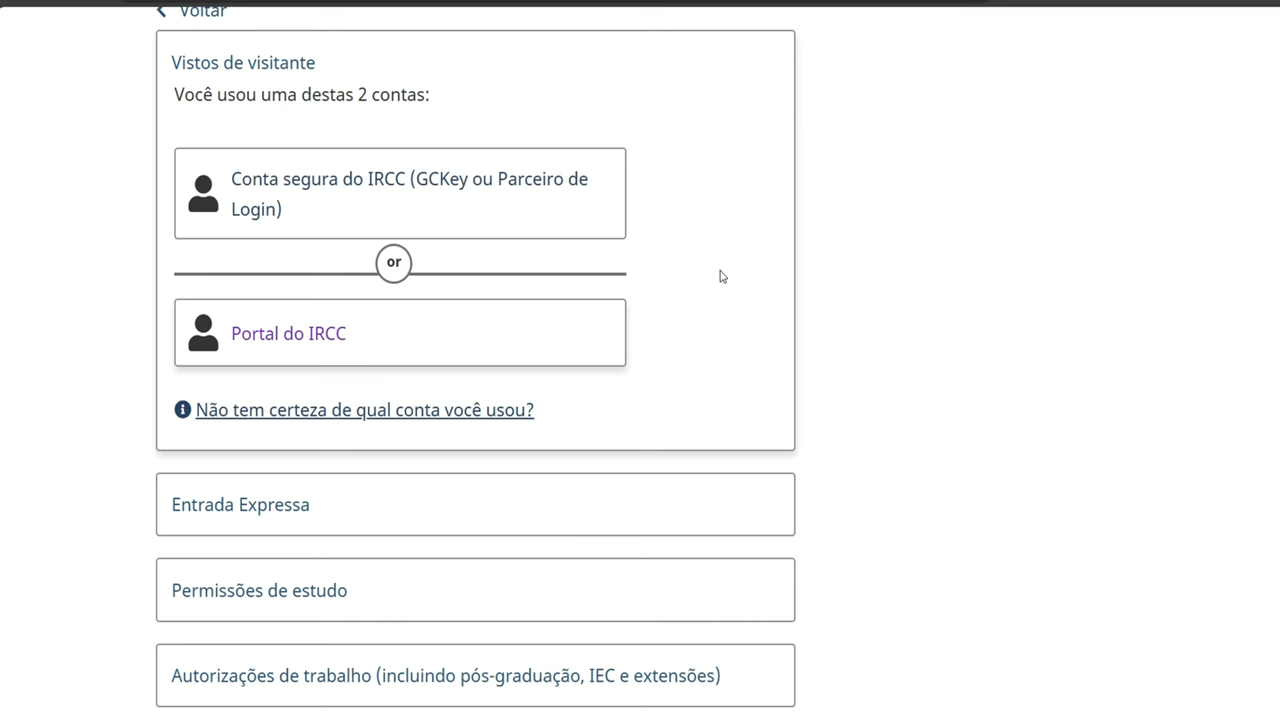 Voltar
Vistos de visitante
Você usou uma destas 2 contas:
Conta segura do IRCC (GCKey ou Parceiro de
Login)
or
Portal do IRCC
Não tem certeza de qual conta você usou?
Entrada Expressa
Permissões de estudo
Autorizações de trabalho (incluindo pós-graduação, IEC e extensões)